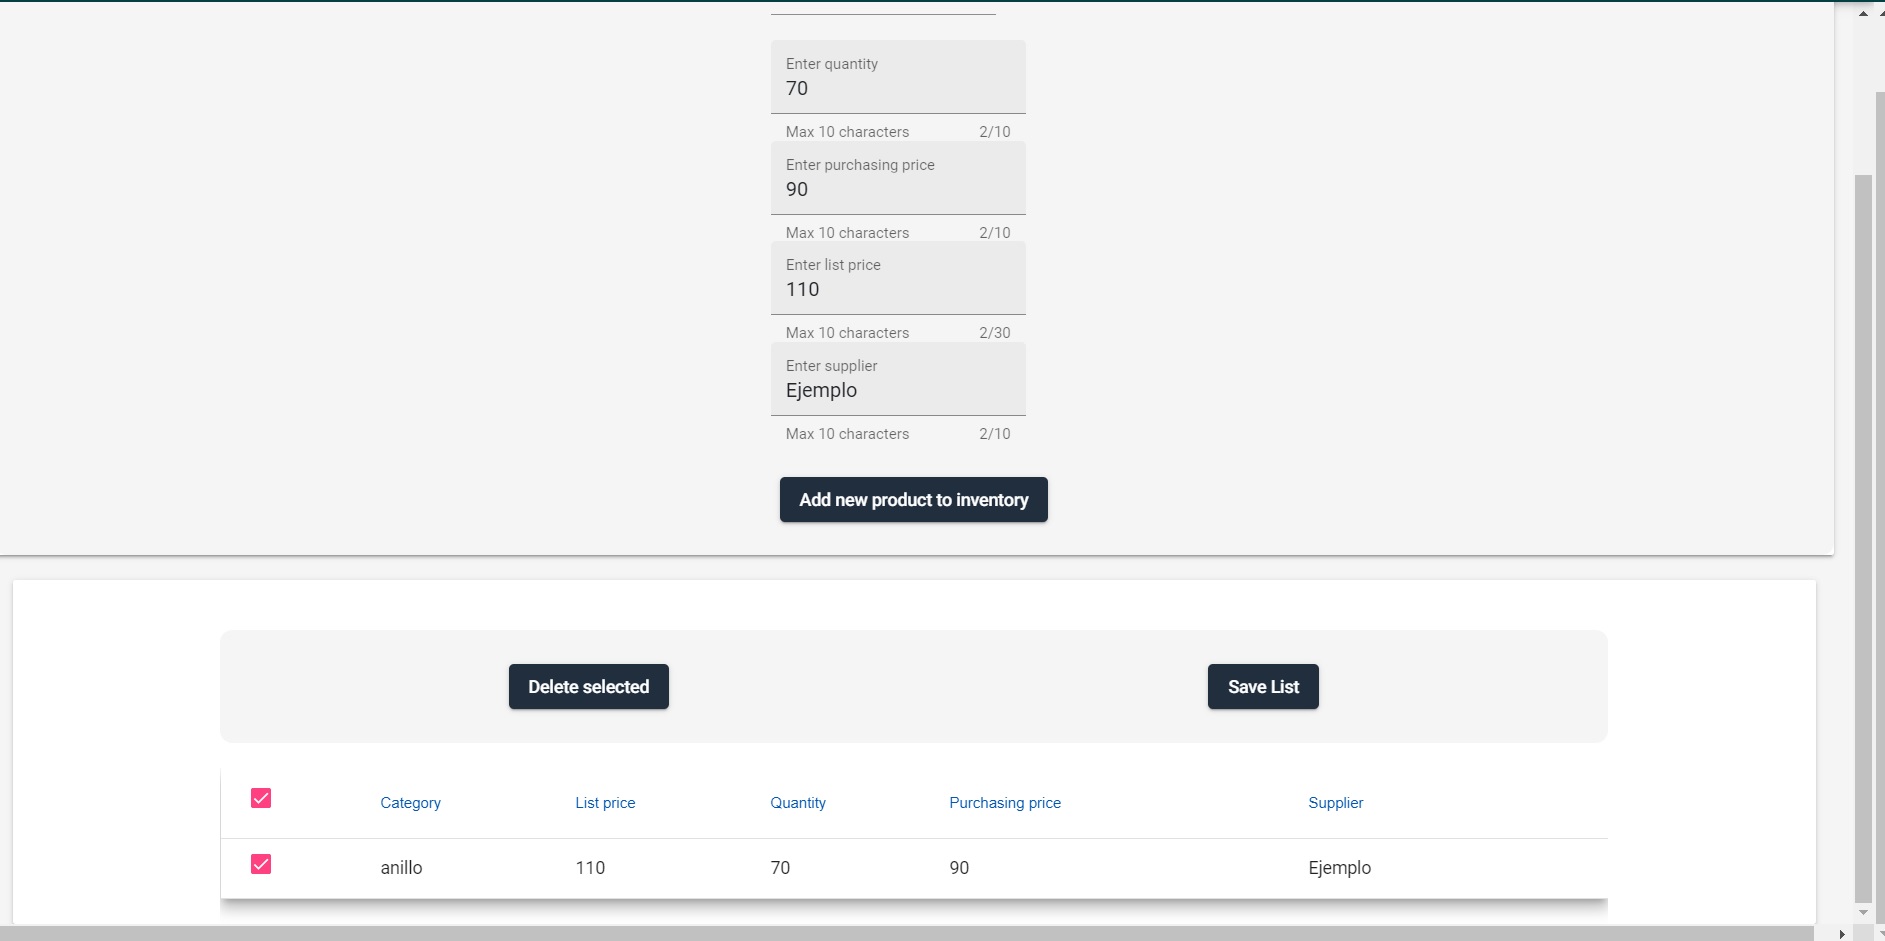 Enter quantity
70
Max 10 characters 2/10
Enter purchasing price
90
Max 10 characters 2/10
Enter list price
110
Max 10 characters 2/30
Enter supplier
Ejemplo
Max 10 characters 2/10
Add new product to inventory
Delete selected Save List
Category List price Quantity Purchasing price Supplier
anillo 110 70 90 Ejemplo